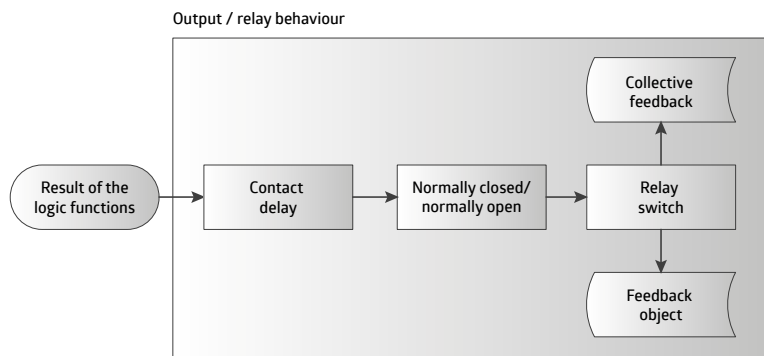 Output / relay behaviour
Collective
feedback
Result of the
logic functions
Contact
delay
Normally closed/
normally open
Relay
switch
Feedback
object